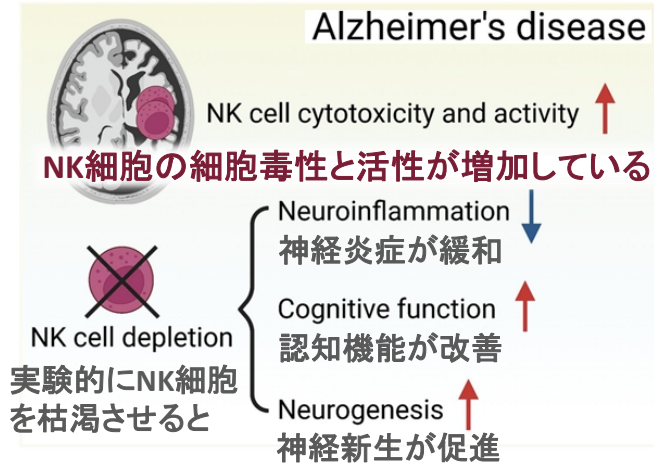 Alzheimer's disease
NK cell cytotoxicity and activity
NK細胞の細胞毒性と活性が増加している
Neuroinflammation
神経炎症が緩和
NK cell depletion
実験的にNK細胞
を枯渇させると
Cognitive function
認知機能が改善
Neurogenesis
神経新生が促進